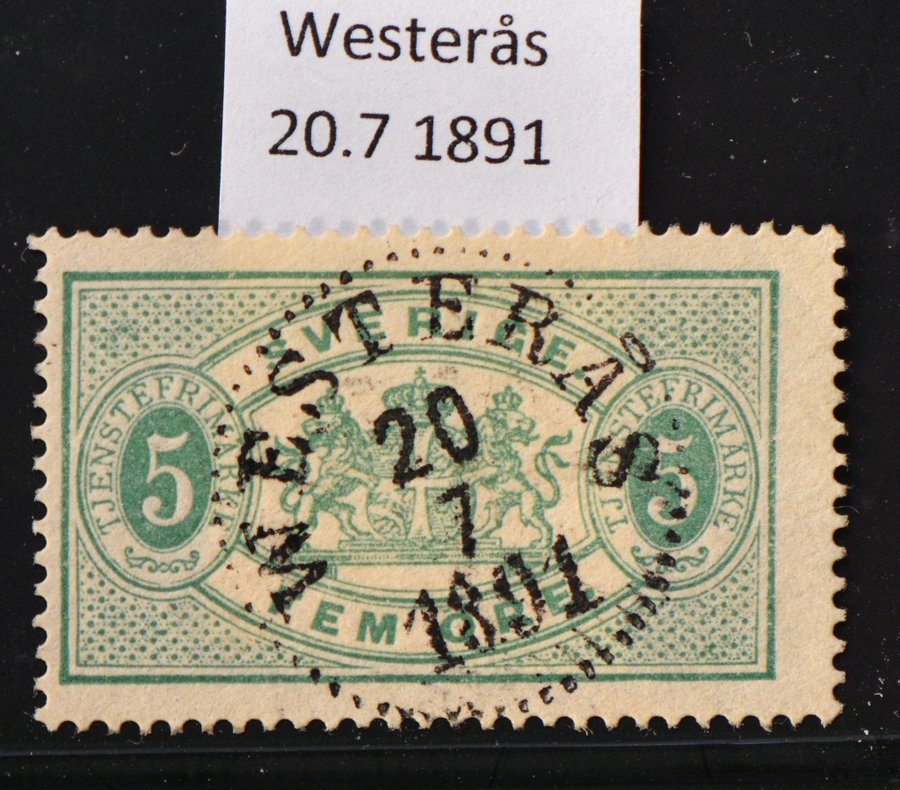 Westerås
20.7 1891
SVERIGE
WESTERÅS
TJENSTEFRIMÄRKE
5
20
7
1891
TJENSTEFRIMÄRKE
5
FEM ÖRE